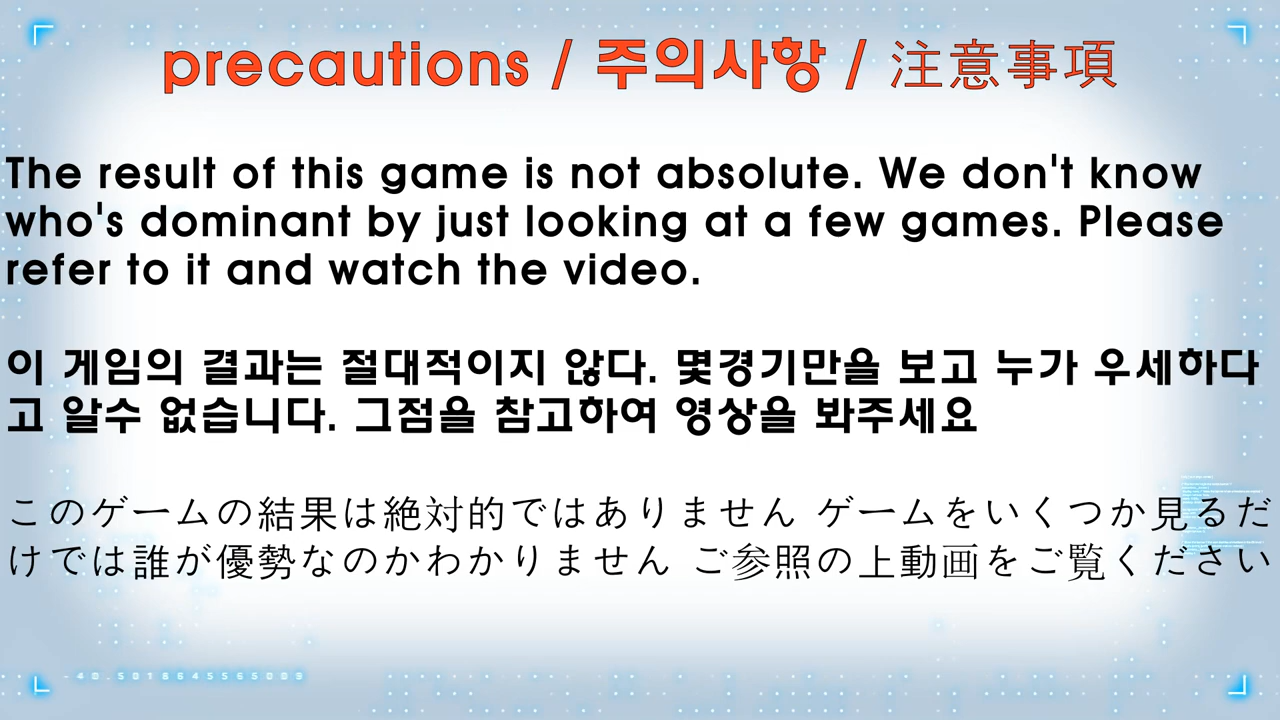 precautions / 주의사항 / 注意事項
The result of this game is not absolute. We don't know
who's dominant by just looking at a few games. Please
refer to it and watch the video.
이 게임의 결과는 절대적이지 않다. 몇경기만을 보고 누가 우세하다
고 알수 없습니다. 그점을 참고하여 영상을 봐주세요
このゲームの結果は絶対的ではありません ゲームをいくつか見るだ
けでは誰が優勢なのかわかりません ご参照の上動画をご覧ください
-40.5018645565009